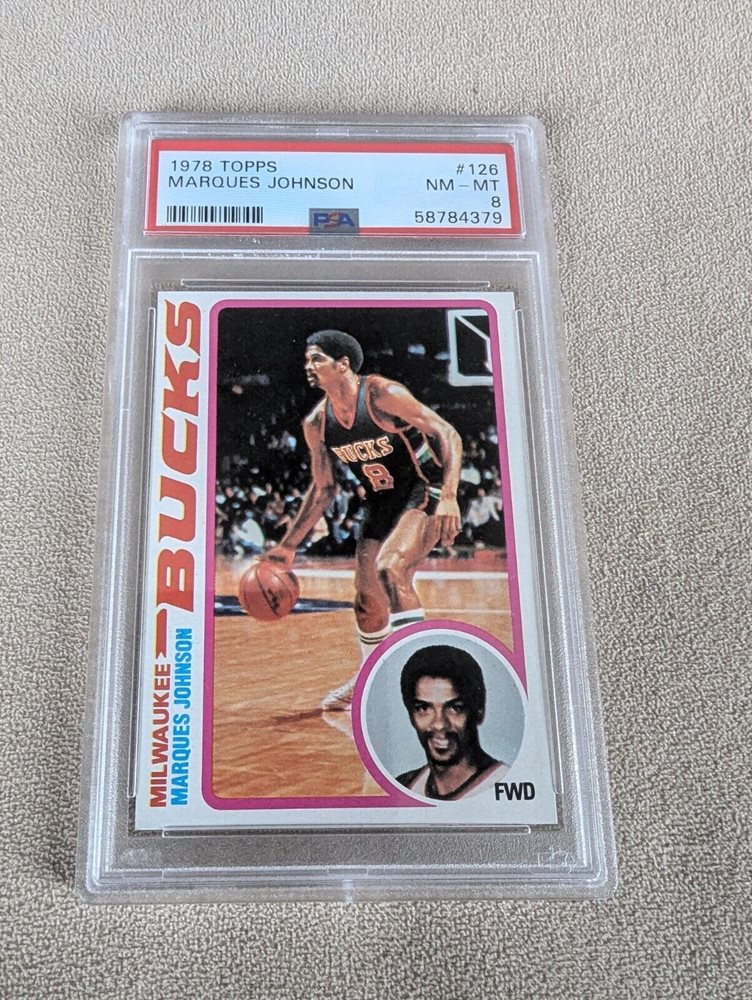 1978 TOPPS #126
MARQUES JOHNSON NM - MT
8
PSA 58784379
MILWAUKEE BUCKS
MARQUES JOHNSON
BUCKS
8
FWD